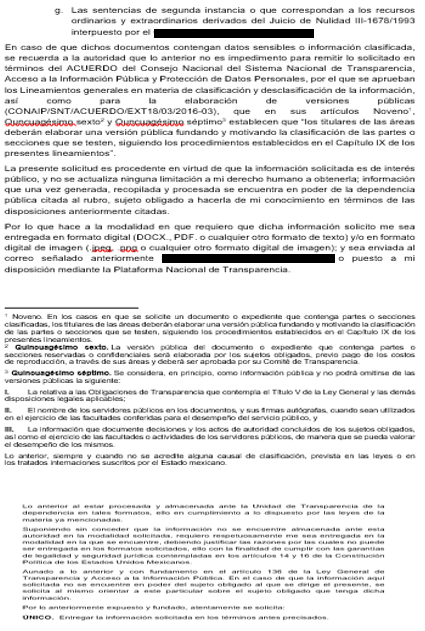 g. Las sentencias de segunda instancia o que correspondan a los recursos
ordinarios y extraordinarios derivados del Juicio de Nulidad III-1678/1993
interpuesto por el
En caso de que dichos documentos contengan datos sensibles o información clasificada,
se recuerda a la autoridad que lo anterior no es impedimento para remitir lo solicitado en
término del ACUERDO del Consejo Nacional del Sistema Nacional de Transparencia,
Acceso a la Información Pública y Protección de Datos Personales, por el que se aprueban
los Lineamientos generales en materia de clasificación y desclasificación de la información,
así como para la elaboración de versiones públicas
(CONAIP/SNT/ACUERDO/EXT18/03/2016-03), que en sus artículos Noveno¹,
Quincuagésimo sexto² y Quincuagésimo séptimo³ establecen que "los titulares de las áreas
deberán elaborar una versión pública fundando y motivando la clasificación de las partes o
secciones que se testen, siguiendo los procedimientos establecidos en el Capítulo IX de los
presentes lineamientos".
La presente solicitud es procedente en virtud de que la información solicitada es de interés
público, y no se actualiza ninguna limitación a mi derecho humano a obtenerla; información
que una vez generada, recopilada y procesada se encuentra en poder de la dependencia
pública citada al rubro, sujeto obligado a hacerla de mi conocimiento en términos de las
disposiciones anteriormente citadas.
Por lo que hace a la modalidad en que requiero que dicha información solicito me sea
entregada en formato digital (DOCX., PDF. o cualquier otro formato de texto) y/o en formato
digital de imagen (.jpeg, .png o cualquier otro formato digital de imagen); y sea enviada al
correo señalado anteriormente o puesto a mi
disposición mediante la Plataforma Nacional de Transparencia.
¹ Noveno. En los casos en que se solicite un documento o expediente que contenga partes o secciones
clasificadas, los titulares de las áreas deberán elaborar una versión pública fundando y motivando la clasificación
de las partes o secciones que se testen, siguiendo los procedimientos establecidos en el Capítulo IX de los
presentes lineamientos.
² Quincuagésimo sexto. La versión pública del documento o expediente que contenga partes o
secciones reservadas o confidenciales será elaborada por los sujetos obligados, previo pago de los costos
de reproducción, a través de sus áreas y deberá ser aprobada por su Comité de Transparencia.
³ Quincuagésimo séptimo. Se considera, en principio, como información pública y no podrá omitirse de las
versiones públicas la siguiente:
I. La relativa a las Obligaciones de Transparencia que contempla el Título V de la Ley General y las demás
disposiciones legales aplicables;
II. El nombre de los servidores públicos en los documentos, y sus firmas autógrafas, cuando sean utilizados
en el ejercicio de las facultades conferidas para el desempeño del servicio público, y
III. La información que documente decisiones y los actos de autoridad concluidos de los sujetos obligados,
así como el ejercicio de las facultades o actividades de los servidores públicos, de manera que se pueda valorar
el desempeño de los mismos.
Lo anterior, siempre y cuando no se acredite alguna causal de clasificación, prevista en las leyes o en
los tratados internaciones suscritos por el Estado mexicano.
Lo anterior al estar procesada y almacenada ante la Unidad de Transparencia de la
dependencia en tales formatos, ello en cumplimiento a lo dispuesto por las leyes de la
materia ya mencionadas.
Suponiendo sin conceder que la información no se encuentre almacenada ante esta
autoridad en la modalidad solicitada, requiero respetuosamente me sea entregada en la
modalidad en la que se encuentre, debiendo justificar las razones por las cuales no puede
ser entregada en los formatos solicitados, ello con la finalidad de cumplir con las garantías
de legalidad y seguridad jurídica contempladas en los artículos 14 y 16 de la Constitución
Política de los Estados Unidos Mexicanos.
Aunado a lo anterior y con fundamento en el artículo 136 de la Ley General de
Transparencia y Acceso a la Información Pública. En el caso de que la información aquí
solicitada no se encuentre en poder del sujeto obligado al que se dirige el presente, se
solicita al mismo oriente a este particular sobre el sujeto obligado que tenga dicha
información.
Por lo anteriormente expuesto y fundado, atentamente se solicita:
ÚNICO. Entregar la información solicitada en los términos antes precisados.